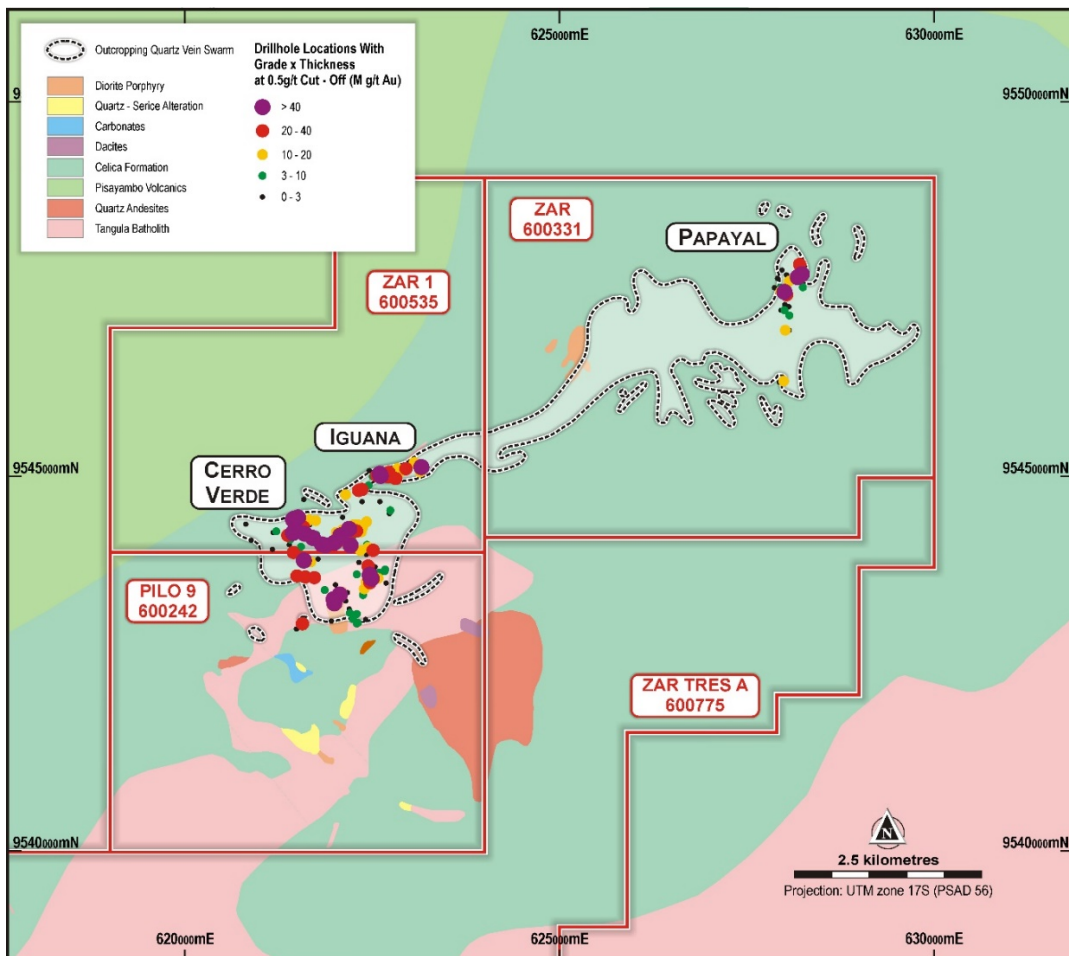 625000mE
630000mE
Outcropping Quartz Vein Swarm
Diorite Porphyry
Quartz - Serice Alteration
Carbonates
Dacites
Celica Formation
Pisayambo Volcanics
Quartz Andesites
Tangula Batholith
Drillhole Locations With
Grade x Thickness
at 0.5g/t Cut - Off (M g/t Au)
> 40
20 - 40
10 - 20
3 - 10
0 - 3
9550000mN
ZAR
600331
PAPAYAL
ZAR 1
600535
IGUANA
9545000mN
9545000mN
CERRO
VERDE
PILO 9
600242
ZAR TRES A
600775
N
9540000mN
9540000mN
2.5 kilometres
Projection: UTM zone 17S (PSAD 56)
620000mE
625000mE
630000mE